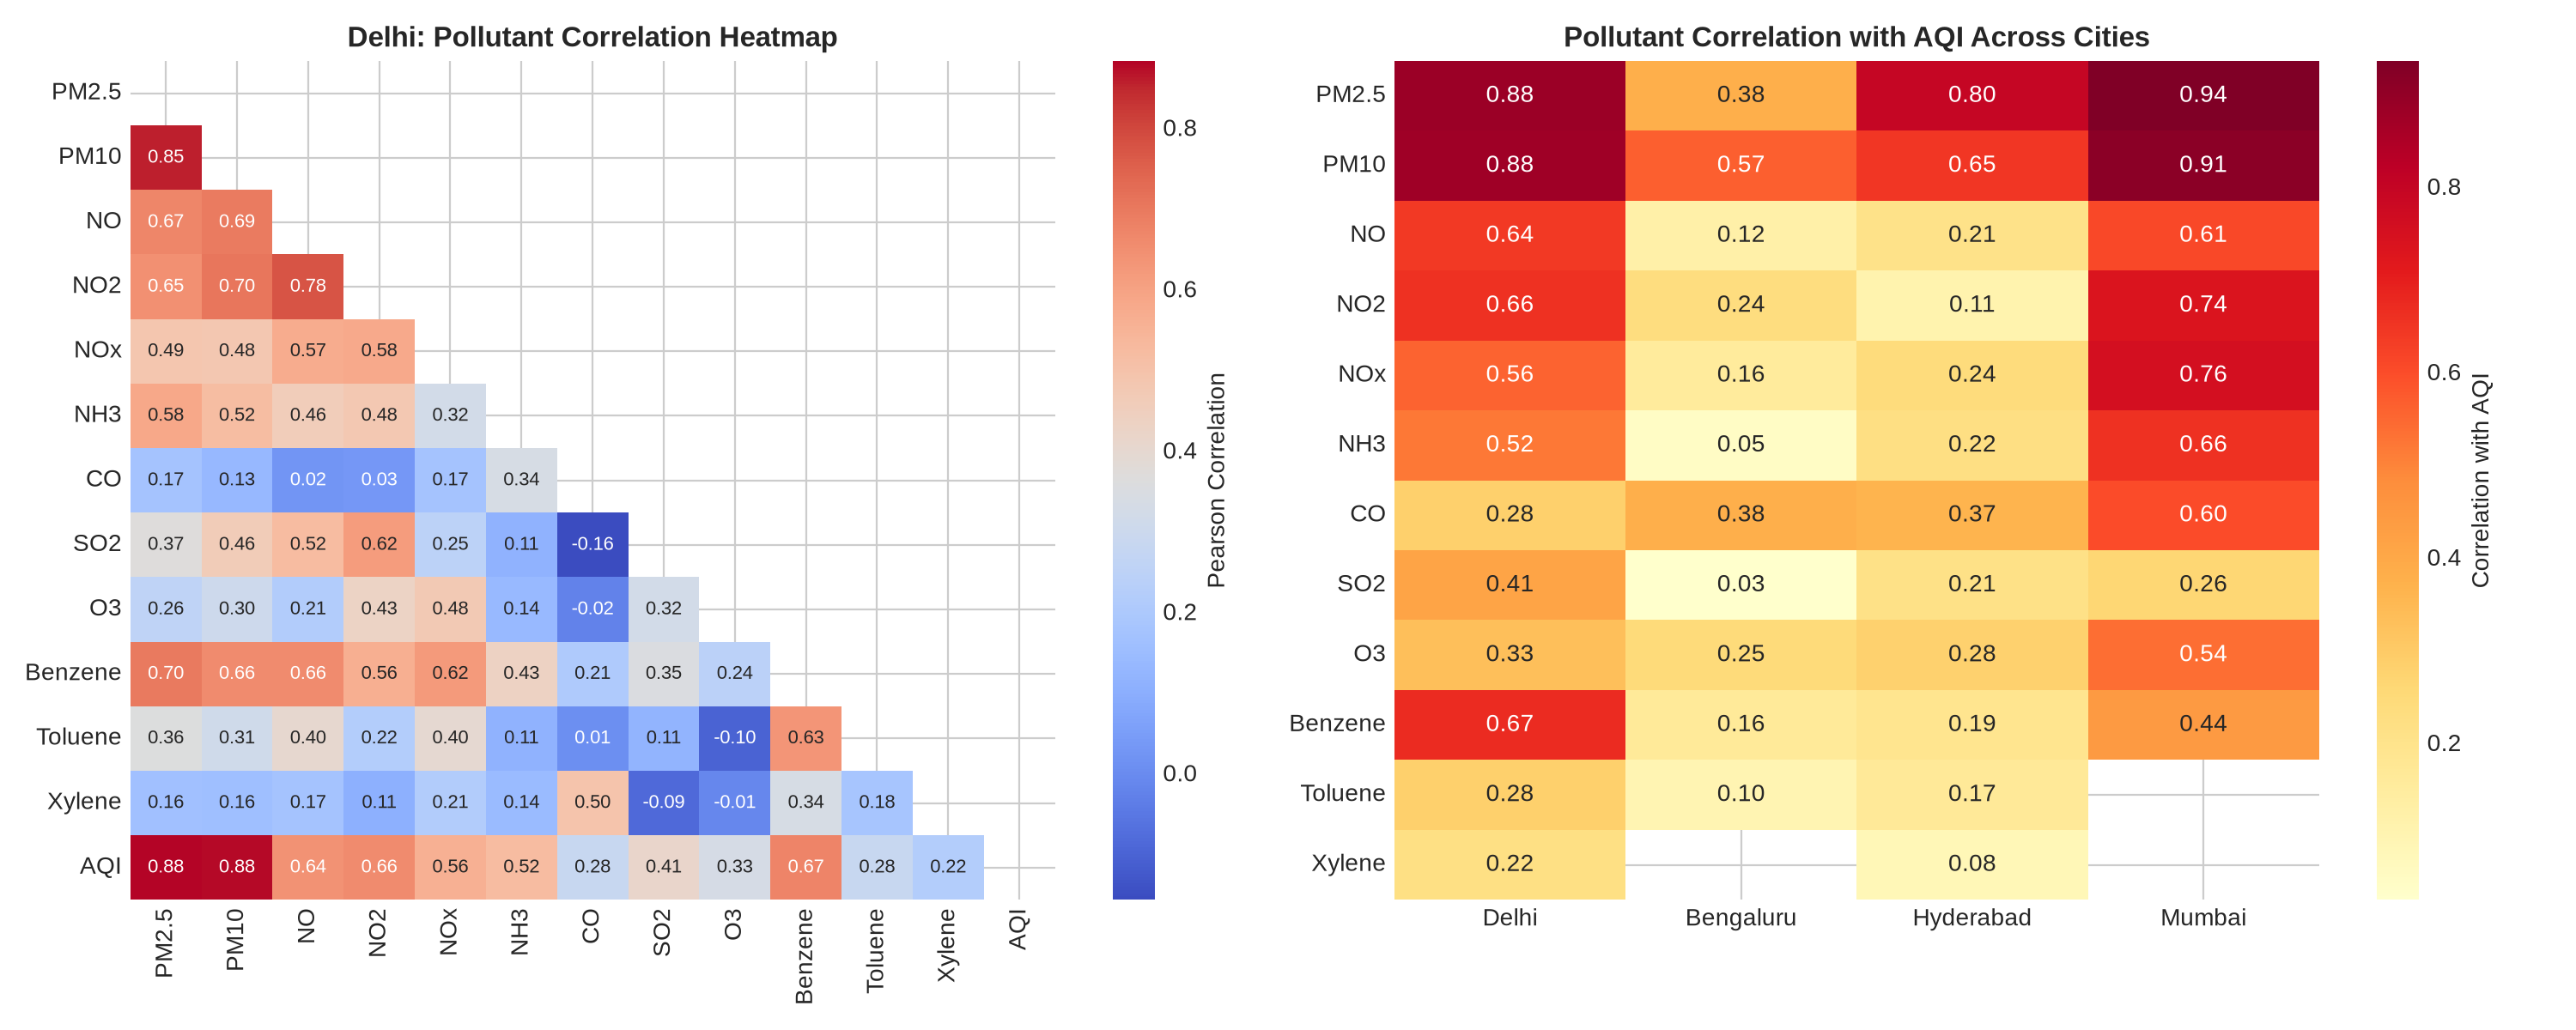 Delhi: Pollutant Correlation Heatmap
PM2.5
PM10 0.85
NO 0.67 0.69
NO2 0.65 0.70 0.78
NOx 0.49 0.48 0.57 0.58
NH3 0.58 0.52 0.46 0.48 0.32
CO 0.17 0.13 0.02 0.03 0.17 0.34
SO2 0.37 0.46 0.52 0.62 0.25 0.11 -0.16
O3 0.26 0.30 0.21 0.43 0.48 0.14 -0.02 0.32
Benzene 0.70 0.66 0.66 0.56 0.62 0.43 0.21 0.35 0.24
Toluene 0.36 0.31 0.40 0.22 0.40 0.11 0.01 0.11 -0.10 0.63
Xylene 0.16 0.16 0.17 0.11 0.21 0.14 0.50 -0.09 -0.01 0.34 0.18
AQI 0.88 0.88 0.64 0.66 0.56 0.52 0.28 0.41 0.33 0.67 0.28 0.22
PM2.5 PM10 NO NO2 NOx NH3 CO SO2 O3 Benzene Toluene Xylene AQI
0.8
0.6
0.4
0.2
0.0
Pearson Correlation
Pollutant Correlation with AQI Across Cities
PM2.5 0.88 0.38 0.80 0.94
PM10 0.88 0.57 0.65 0.91
NO 0.64 0.12 0.21 0.61
NO2 0.66 0.24 0.11 0.74
NOx 0.56 0.16 0.24 0.76
NH3 0.52 0.05 0.22 0.66
CO 0.28 0.38 0.37 0.60
SO2 0.41 0.03 0.21 0.26
O3 0.33 0.25 0.28 0.54
Benzene 0.67 0.16 0.19 0.44
Toluene 0.28 0.10 0.17
Xylene 0.22 0.08
Delhi Bengaluru Hyderabad Mumbai
0.8
0.6
0.4
0.2
Correlation with AQI